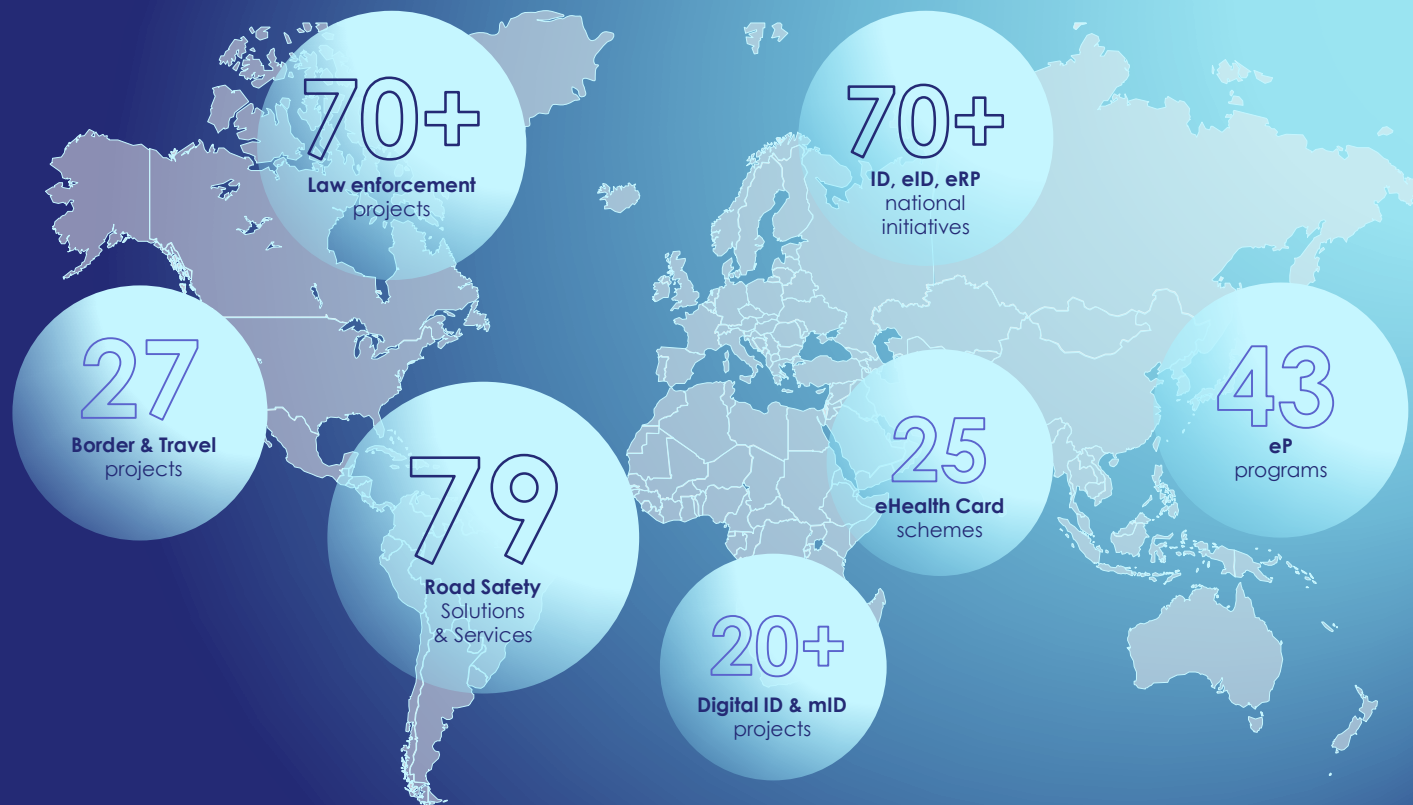 70+
Law enforcement
projects
70+
ID, eID, eRP
national
initiatives
27
Border & Travel
projects
79
Road Safety
Solutions
& Services
25
eHealth Card
schemes
43
eP
programs
20+
Digital ID & mID
projects